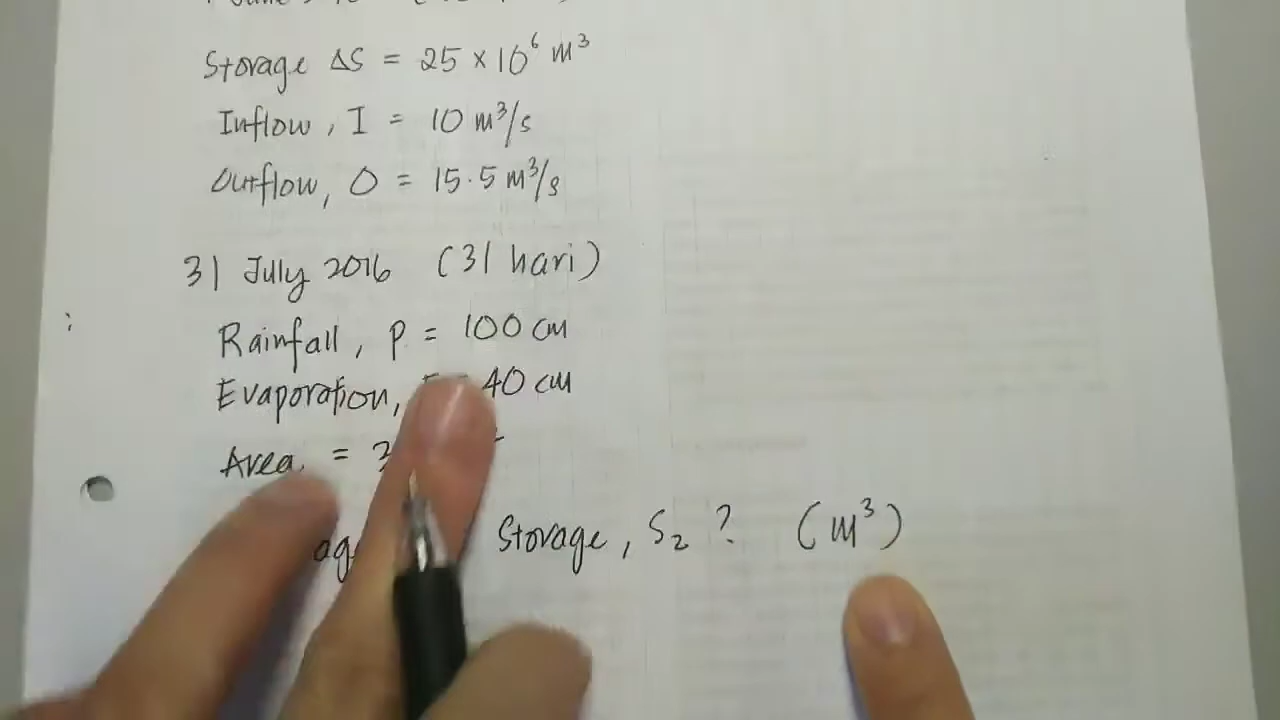 Storage ΔS = 25 × 10⁶ m³
Inflow, I = 10 m³/s
Outflow, O = 15.5 m³/s
31 July 2016 (31 hari)
Rainfall, P = 100 cm
Evaporation, 40 cm
Area =
Storage, S₂ ? (m³)